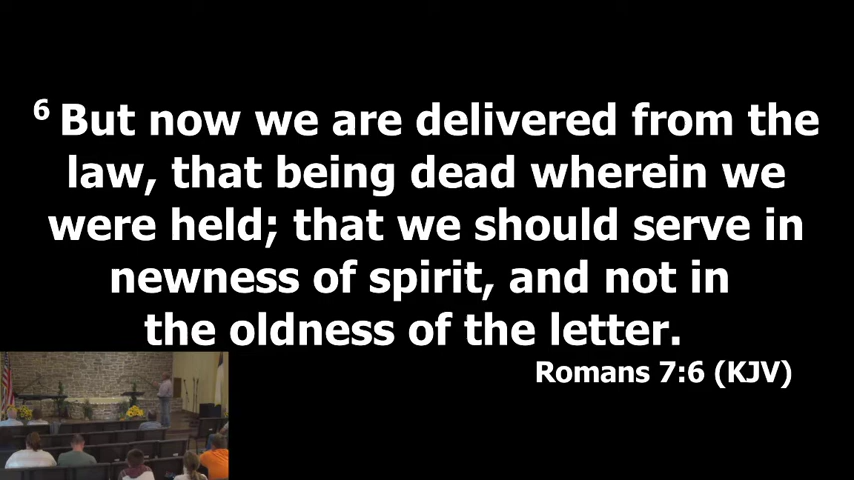 6 But now we are delivered from the
law, that being dead wherein we
were held; that we should serve in
newness of spirit, and not in
the oldness of the letter.
Romans 7:6 (KJV)